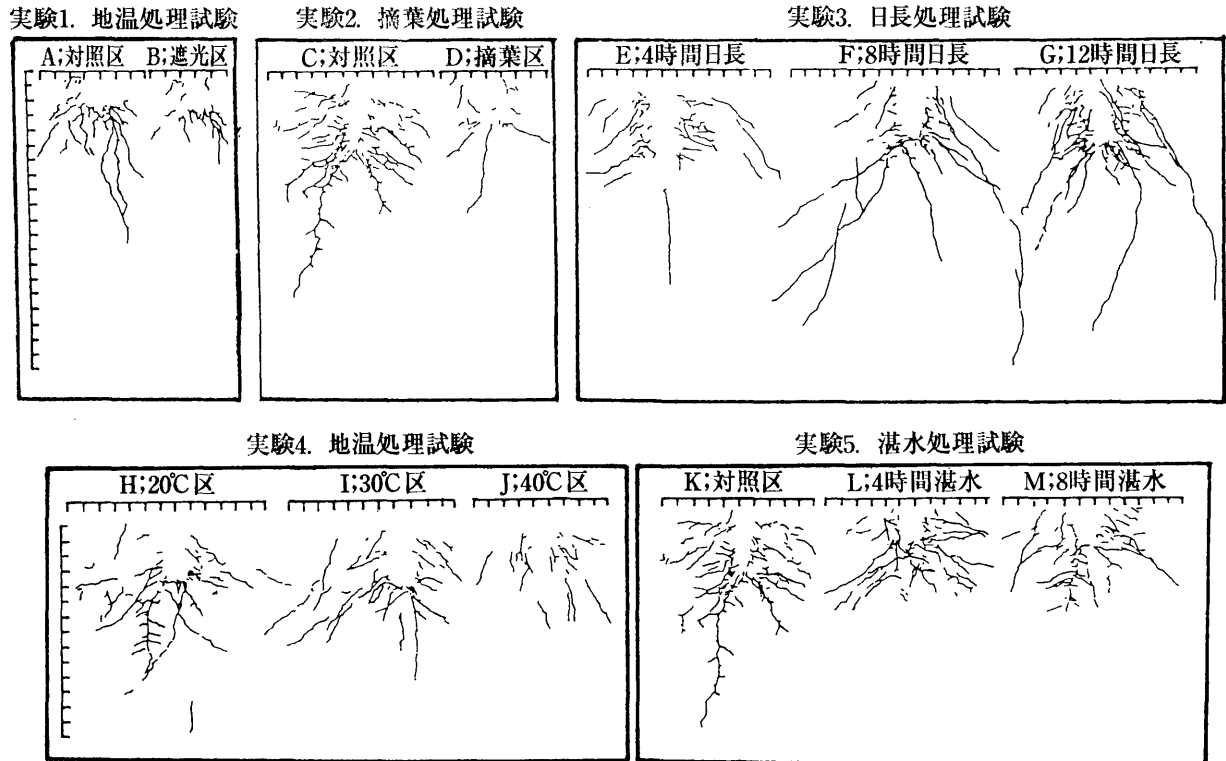 実験1. 地温処理試験
A;対照区 B;遮光区
実験2. 摘葉処理試験
C;対照区 D;摘葉区
実験3. 日長処理試験
E;4時間日長 F;8時間日長 G;12時間日長
実験4. 地温処理試験
H;20℃区 I;30℃区 J;40℃区
実験5. 湛水処理試験
K;対照区 L;4時間湛水 M;8時間湛水